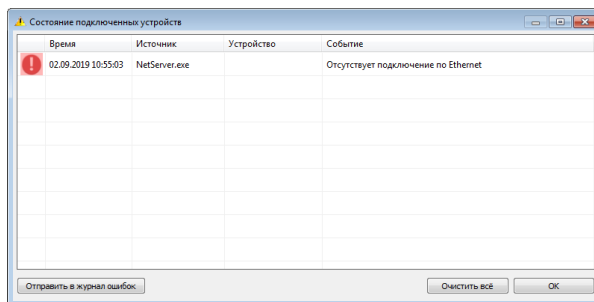 Состояние подключенных устройств
Время Источник Устройство Событие
02.09.2019 10:55:03 NetServer.exe Отсутствует подключение по Ethernet
Отправить в журнал ошибок Очистить всё OK